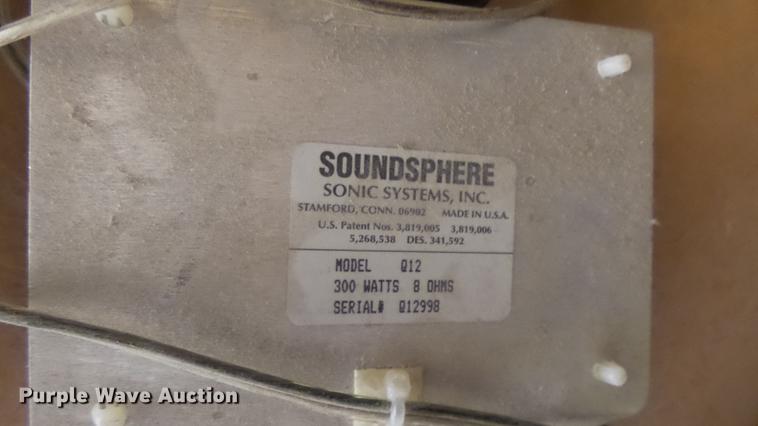 SOUNDSPHERE
SONIC SYSTEMS, INC.
STAMFORD, CONN. 06902 MADE IN U.S.A.
U.S. Patent Nos. 3,819,005 3,819,006
5,268,538 DES. 341,592
MODEL Q12
300 WATTS 8 OHMS
SERIAL# Q12998
Purple Wave Auction